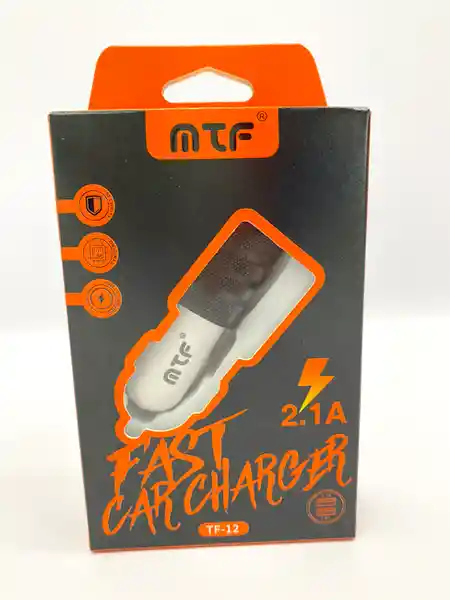 MTF®
MTF
2.1A
FAST
CAR CHARGER
TF-12